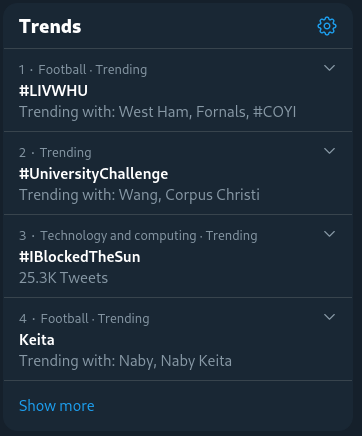 Trends
1 · Football · Trending
#LIVWHU
Trending with: West Ham, Fornals, #COYI
2 · Trending
#UniversityChallenge
Trending with: Wang, Corpus Christi
3 · Technology and computing · Trending
#IBlockedTheSun
25.3K Tweets
4 · Football · Trending
Keita
Trending with: Naby, Naby Keita
Show more